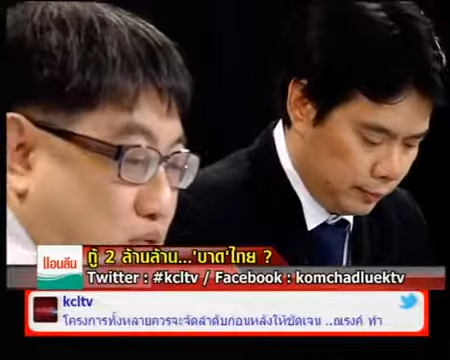 แอนลีน
กู้ 2 ล้านล้าน...'บาด'ไทย ?
Twitter : #kcltv / Facebook : komchadluektv
kcltv
โครงการทั้งหลายควรจะจัดลำดับก่อนหลังให้ชัดเจน ..ณรงค์ ทำ